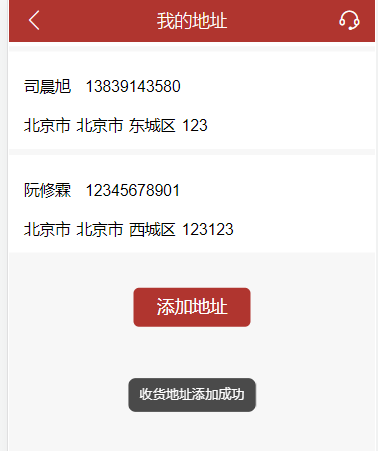 我的地址
司晨旭 13839143580
北京市 北京市 东城区 123
阮修霖 12345678901
北京市 北京市 西城区 123123
添加地址
收货地址添加成功